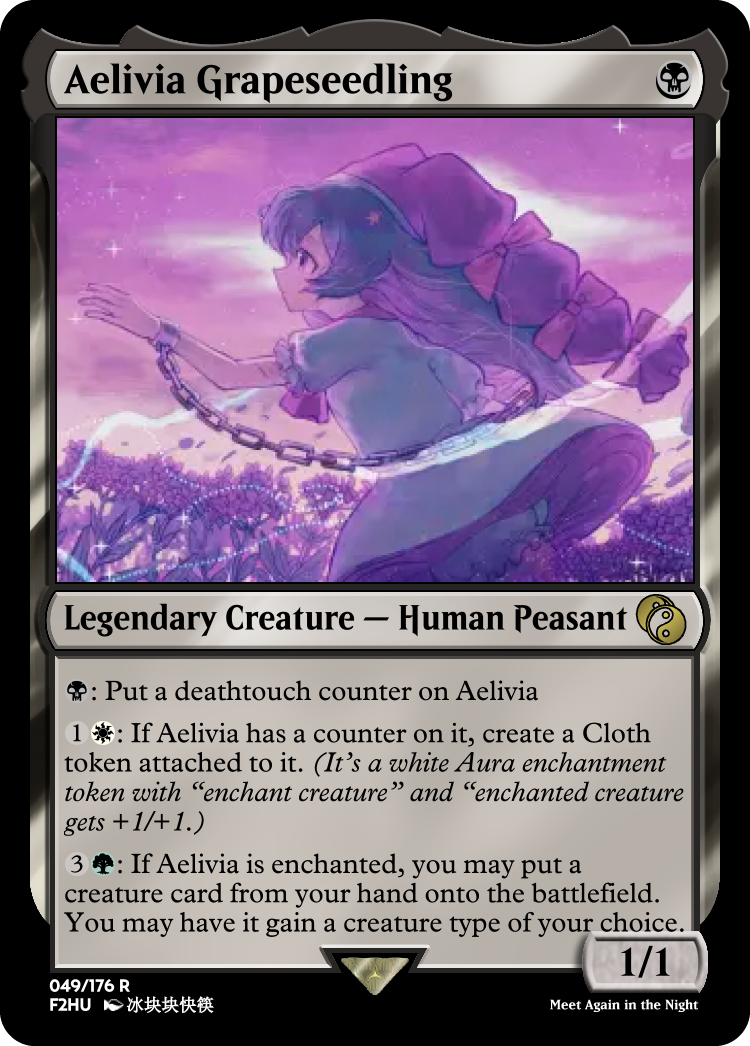 Aelivia Grapeseedling
Legendary Creature — Human Peasant
: Put a deathtouch counter on Aelivia
1 : If Aelivia has a counter on it, create a Cloth
token attached to it. (It's a white Aura enchantment
token with “enchant creature” and “enchanted creature
gets +1/+1.)
3 : If Aelivia is enchanted, you may put a
creature card from your hand onto the battlefield.
You may have it gain a creature type of your choice.
1/1
049/176 R
F2HU 冰块块快筷
Meet Again in the Night